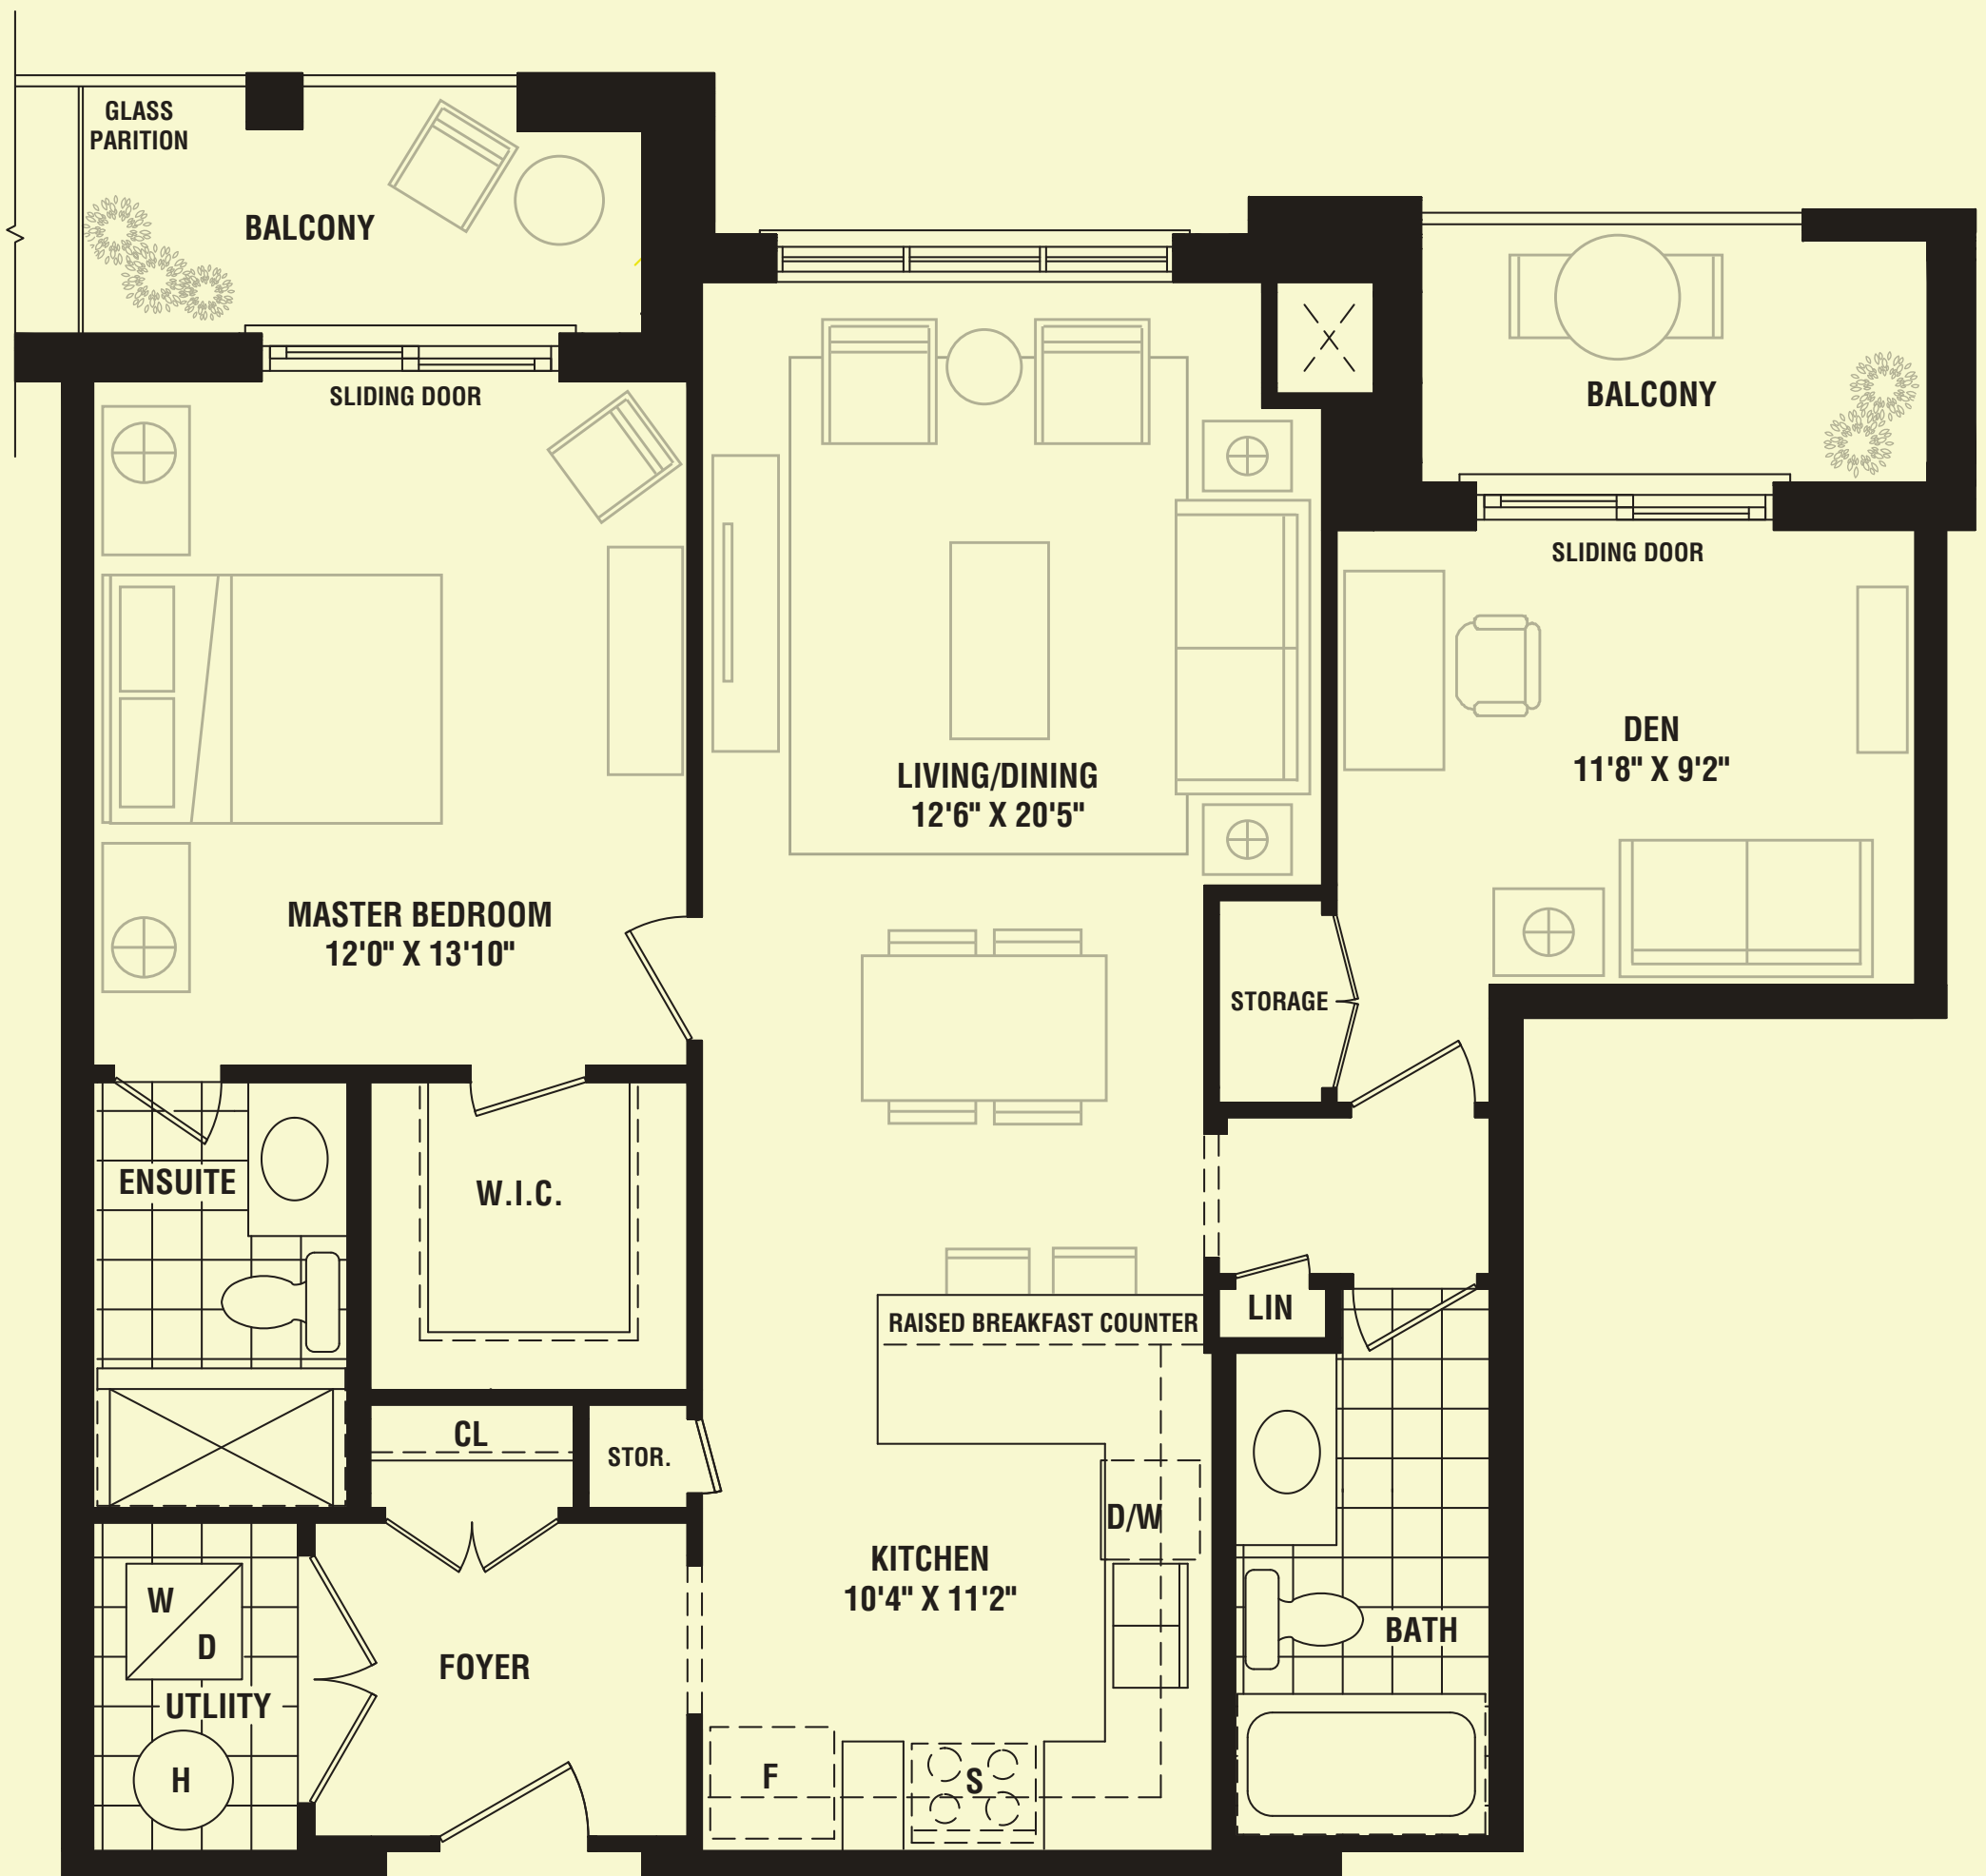 GLASS
PARITION
BALCONY
SLIDING DOOR
BALCONY
SLIDING DOOR
DEN
11'8" X 9'2"
LIVING/DINING
12'6" X 20'5"
MASTER BEDROOM
12'0" X 13'10"
STORAGE
ENSUITE
W.I.C.
LIN
RAISED BREAKFAST COUNTER
CL
STOR.
D/W
KITCHEN
10'4" X 11'2"
W
D
BATH
FOYER
UTLIITY
H
F
S